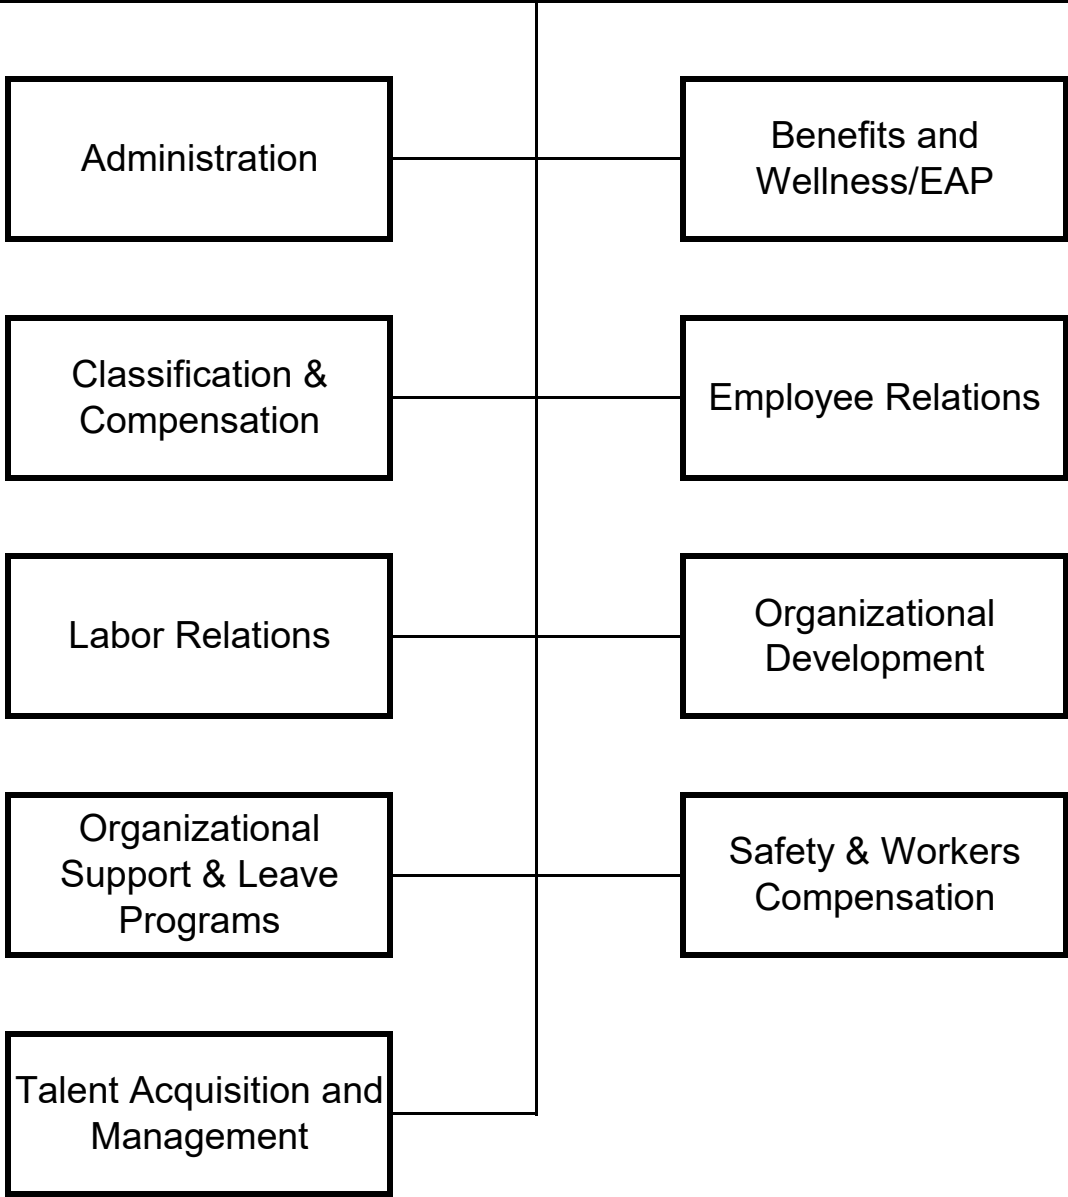 Administration
Benefits and
Wellness/EAP
Classification &
Compensation
Employee Relations
Labor Relations
Organizational
Development
Organizational
Support & Leave
Programs
Safety & Workers
Compensation
Talent Acquisition and
Management